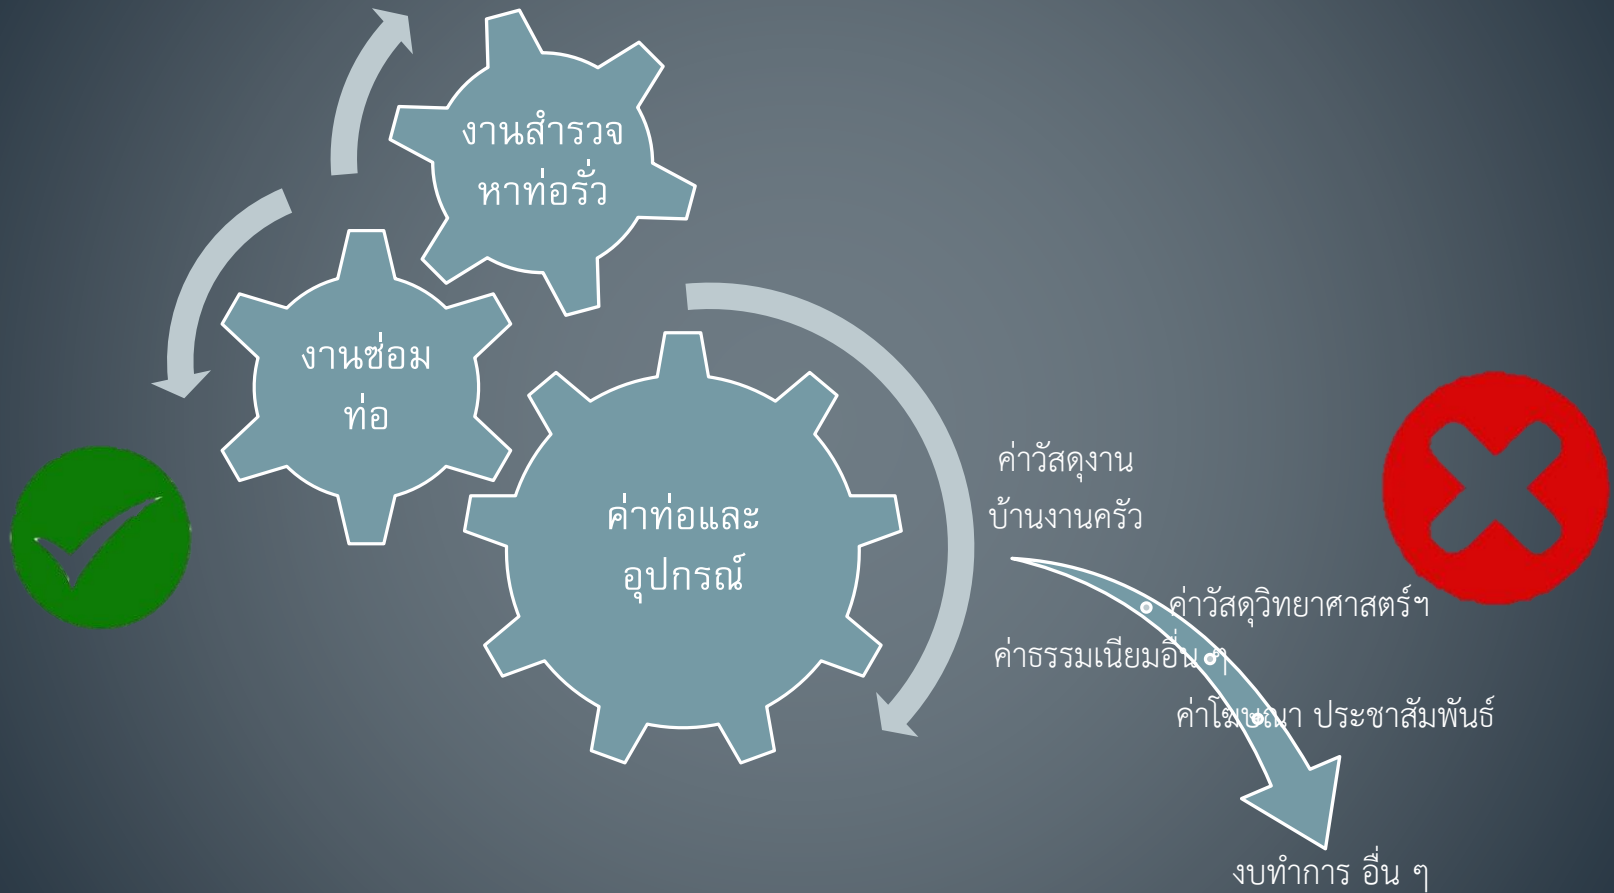 งานสำรวจ
หาท่อรั่ว
งานซ่อม
ท่อ
ค่าท่อและ
อุปกรณ์
ค่าวัสดุงาน
บ้านงานครัว
ค่าวัสดุวิทยาศาสตร์ฯ
ค่าธรรมเนียมอื่น ๆ
ค่าโฆษณา ประชาสัมพันธ์
งบทำการ อื่น ๆ